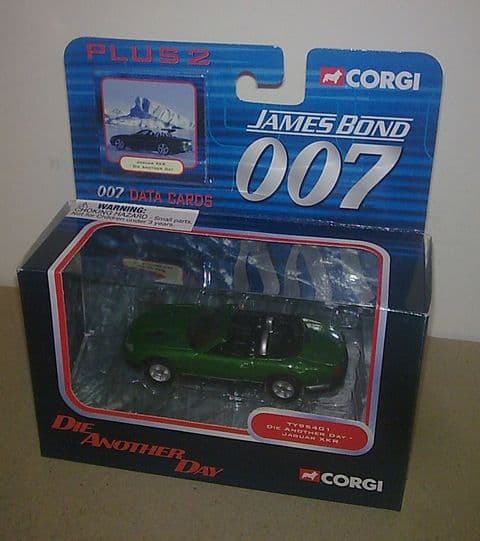 PLUS 2
CORGI
JAMES BOND
007
JAGUAR XKR
DIE ANOTHER DAY
007 DATA CARDS
WARNING:
CHOKING HAZARD - Small parts.
Not for Children under 3 years.
TY95401
DIE ANOTHER DAY -
JAGUAR XKR
DIE
ANOTHER
DAY
CORGI